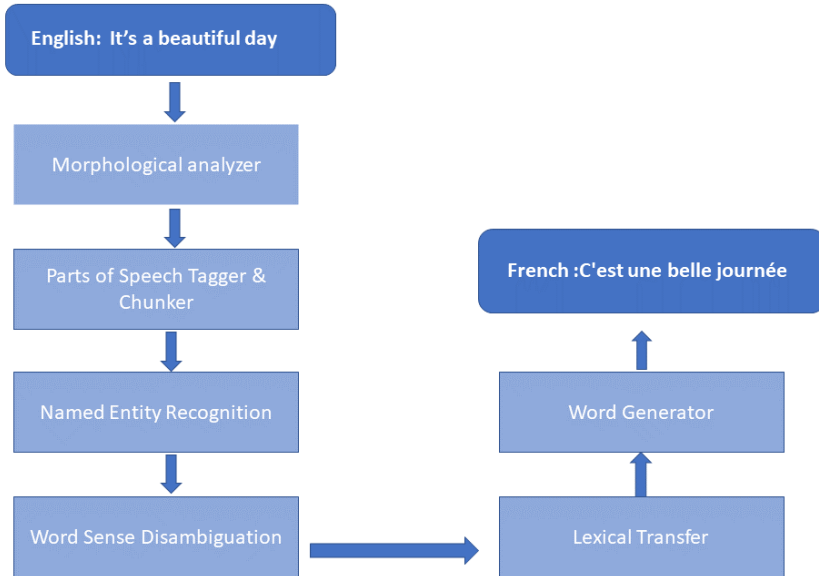 English: It’s a beautiful day
Morphological analyzer
Parts of Speech Tagger &
Chunker
Named Entity Recognition
Word Sense Disambiguation
Lexical Transfer
Word Generator
French :C'est une belle journée